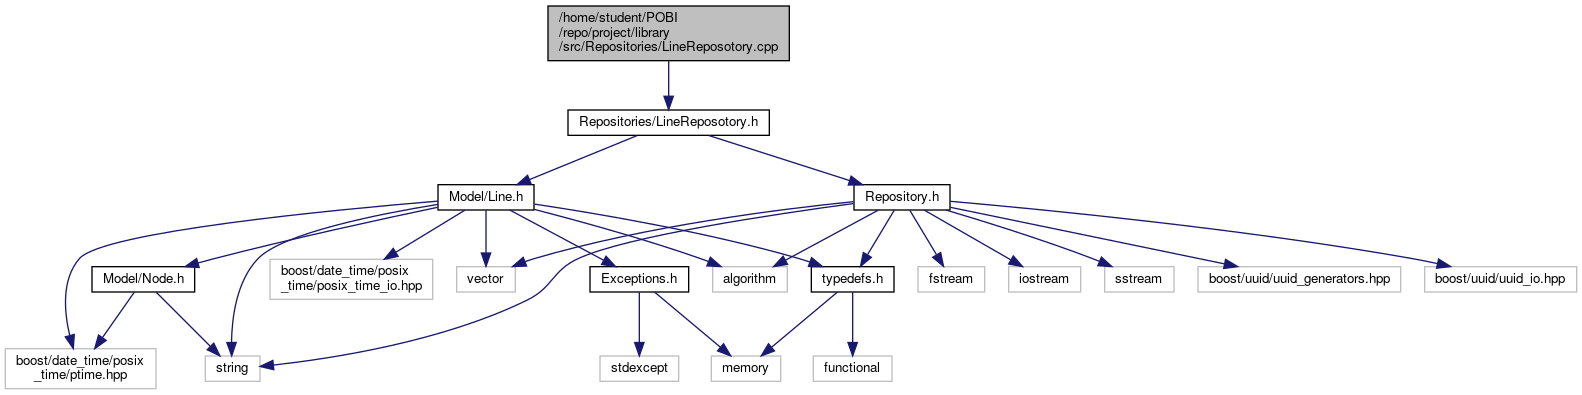 /home/student/POBI
/repo/project/library
/src/Repositories/LineReposotory.cpp
Repositories/LineReposotory.h
Model/Line.h
Repository.h
Model/Node.h
boost/date_time/posix
_time/posix_time_io.hpp
vector
Exceptions.h
algorithm
typedefs.h
fstream
iostream
sstream
boost/uuid/uuid_generators.hpp
boost/uuid/uuid_io.hpp
boost/date_time/posix
_time/ptime.hpp
string
stdexcept
memory
functional